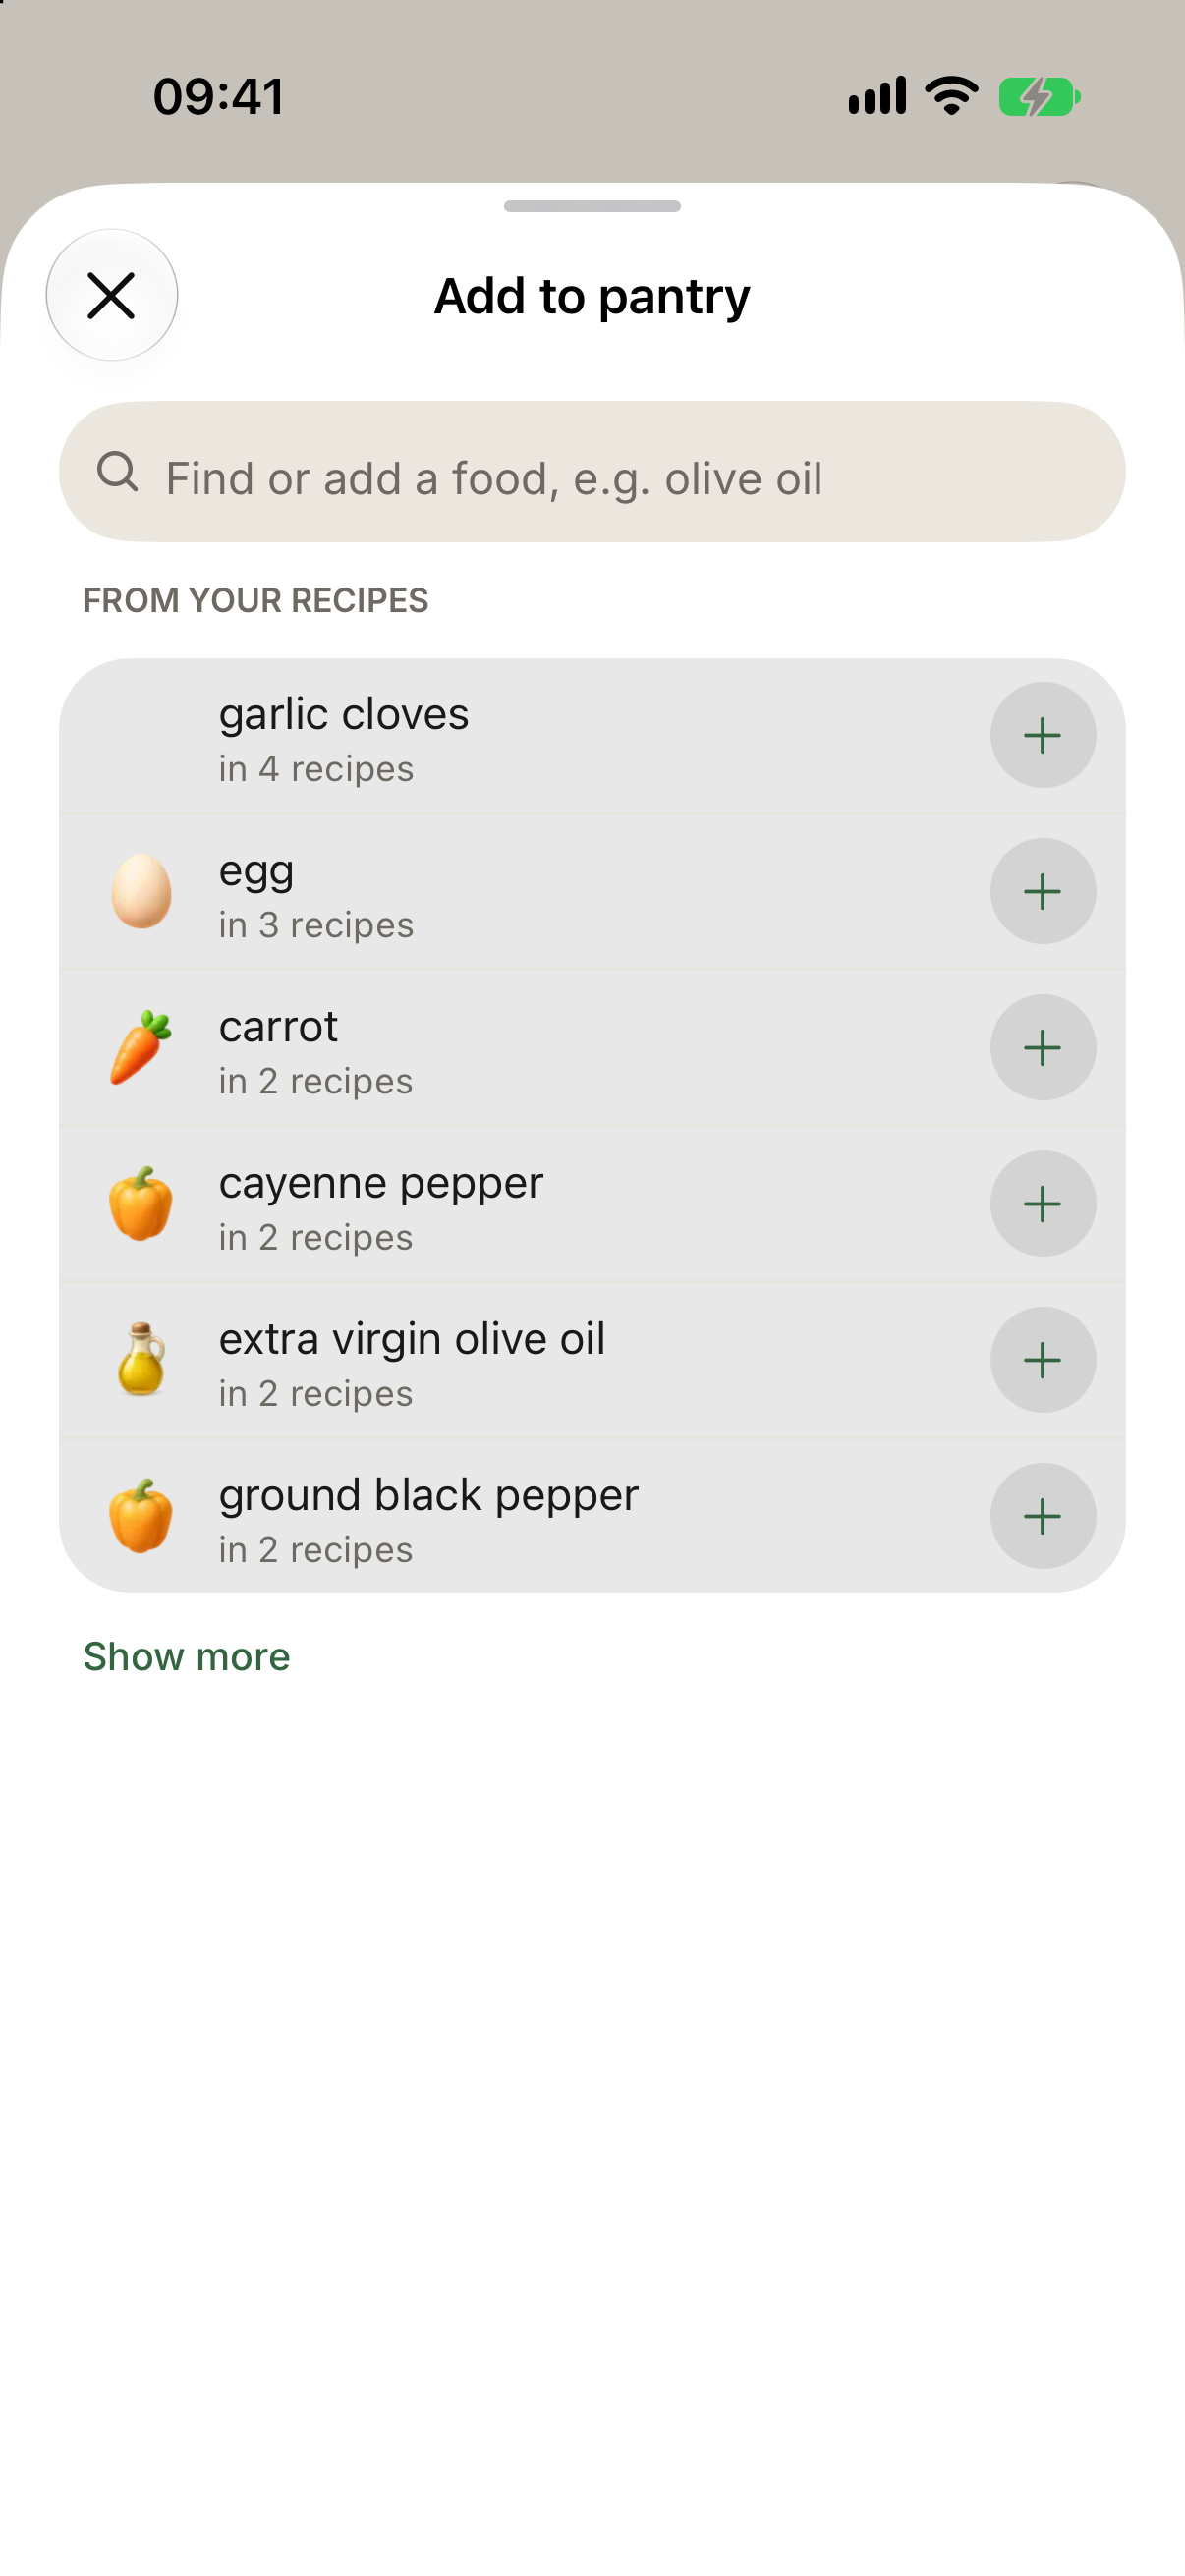 09:41
Add to pantry
Find or add a food, e.g. olive oil
FROM YOUR RECIPES
garlic cloves
in 4 recipes
egg
in 3 recipes
carrot
in 2 recipes
cayenne pepper
in 2 recipes
extra virgin olive oil
in 2 recipes
ground black pepper
in 2 recipes
Show more